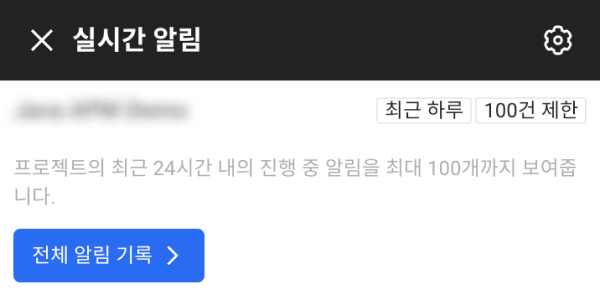 실시간 알림
최근 하루 100건 제한
프로젝트의 최근 24시간 내의 진행 중 알림을 최대 100개까지 보여줍
니다.
전체 알림 기록